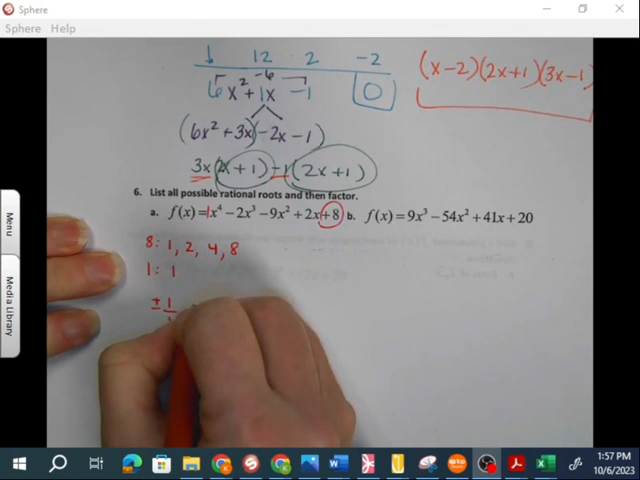 Sphere
Sphere Help
6 12 2 -2
6x² + 1x - 1 0
-6
(x-2)(2x+1)(3x-1)
(6x² + 3x)(-2x - 1)
3x(2x+1) -1(2x+1)
6. List all possible rational roots and then factor.
a. f(x)=1x⁴ − 2x³ − 9x² + 2x + 8 b. f(x) = 9x³ − 54x² + 41x + 20
8: 1, 2, 4, 8
1: 1
± 1
Menu
Media Library
1:57 PM
10/6/2023